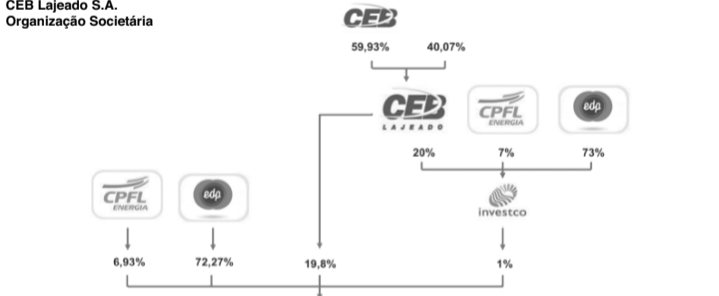 CEB Lajeado S.A.
Organização Societária
CEB
59,93% 40,07%
CEB
LAJEADO
CPFL
ENERGIA
edp
20% 7% 73%
CPFL
ENERGIA
edp
investco
6,93% 72,27% 19,8% 1%